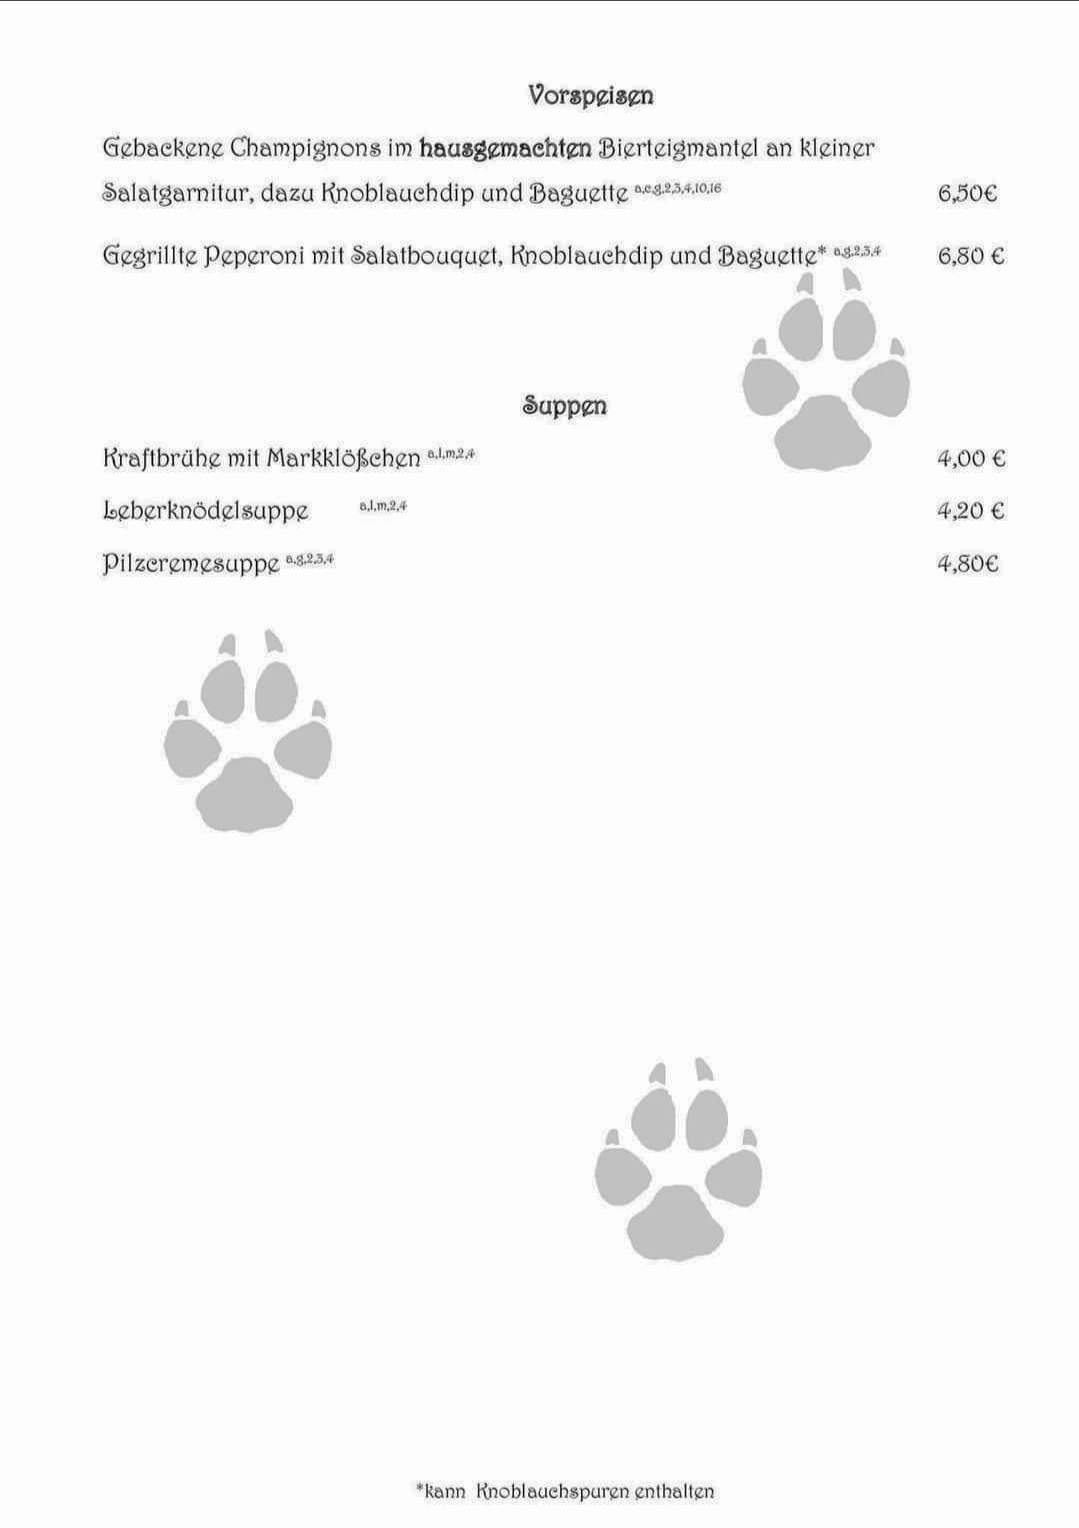 Vorspeisen
Gebackene Champignons im hausgemachten Bierteigmantel an kleiner
Salatgarnitur, dazu Knoblauchdip und Baguette a,c,g,2,3,4,10,16 6,50€
Gegrillte Peperoni mit Salatbouquet, Knoblauchdip und Baguette* a,g,2,3,4 6,80 €
Suppen
Kraftbrühe mit Markklößchen a,l,m,2,4 4,00 €
Leberknödelsuppe a,l,m,2,4 4,20 €
Pilzcremesuppe a,g,2,3,4 4,80€
*kann Knoblauchspuren enthalten